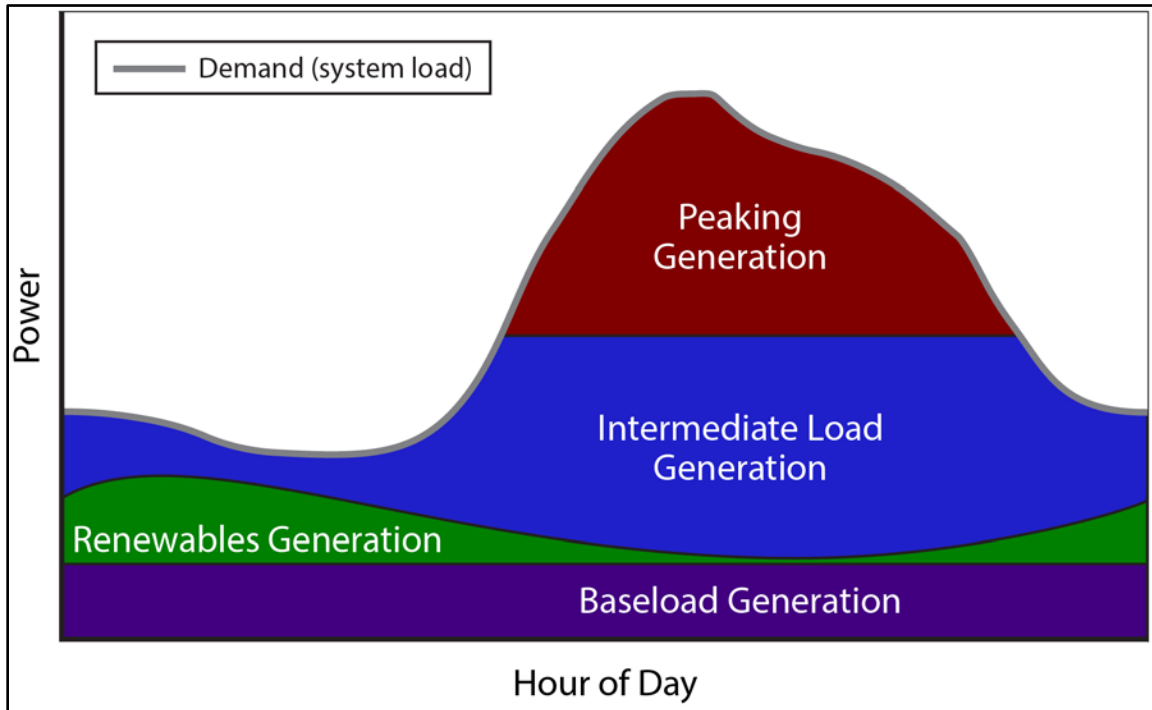 Demand (system load)
Peaking
Generation
Power
Intermediate Load
Generation
Renewables Generation
Baseload Generation
Hour of Day